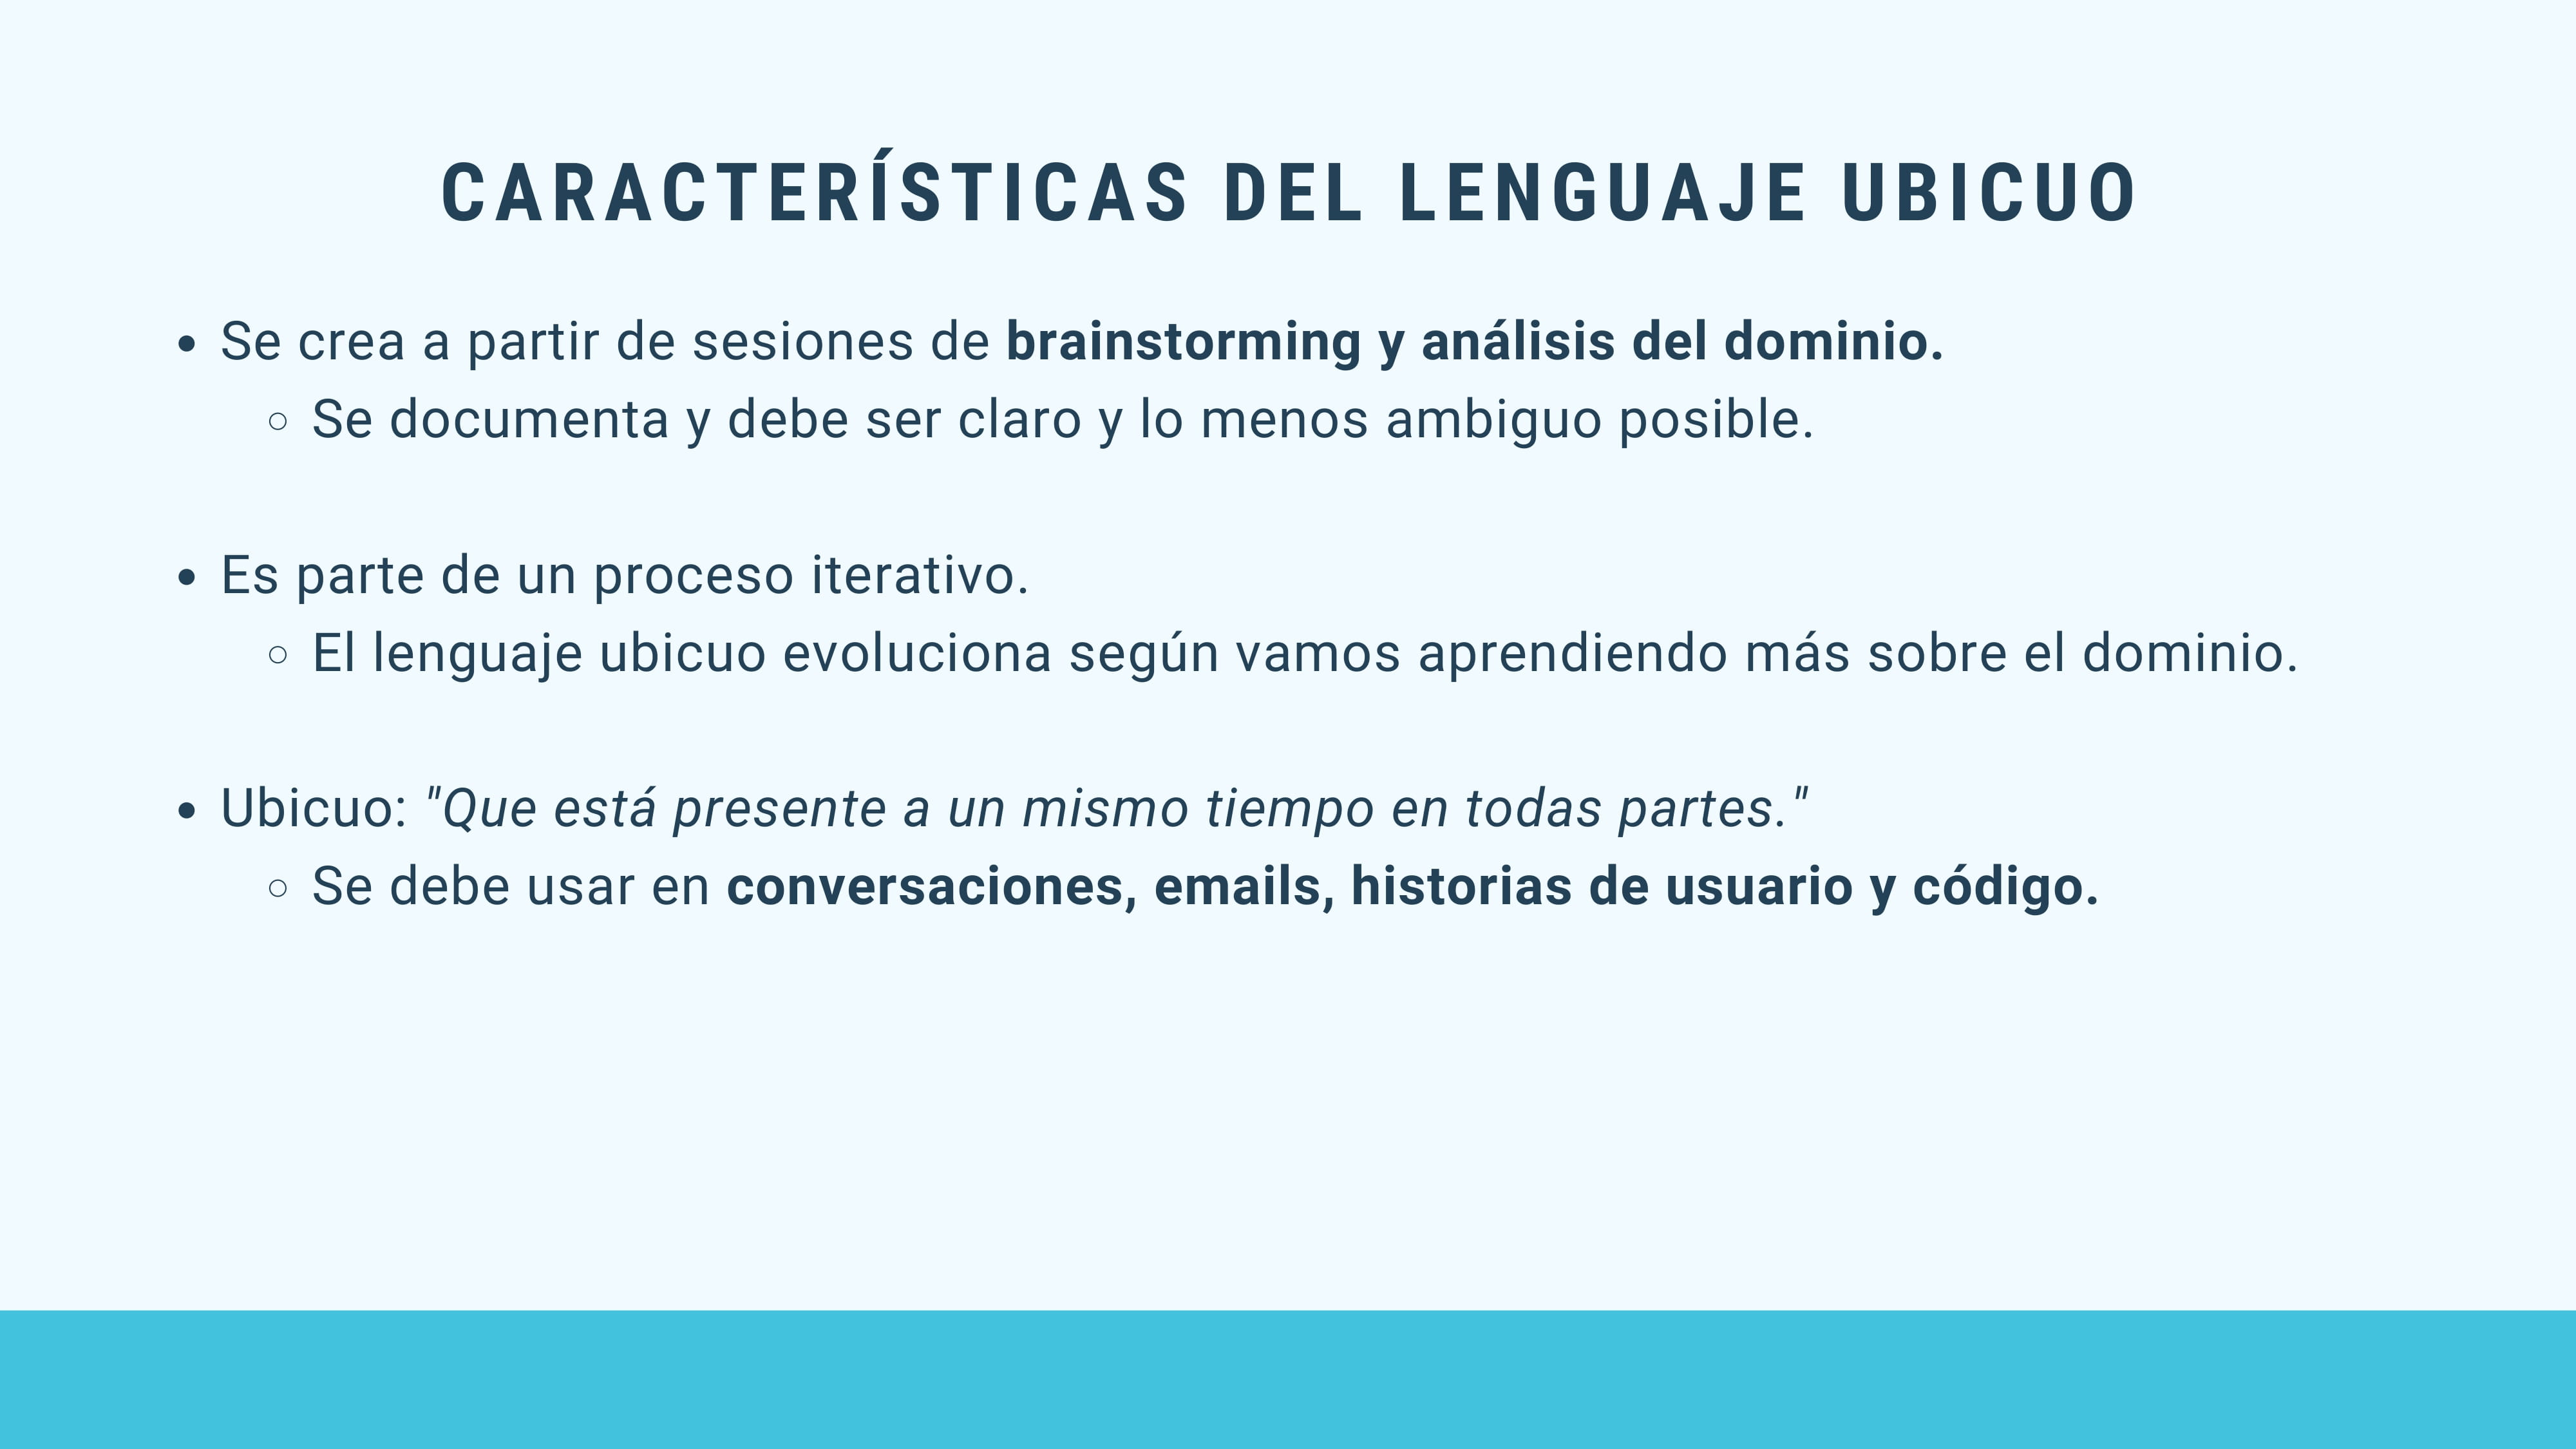 CARACTERÍSTICAS DEL LENGUAJE UBICUO
• Se crea a partir de sesiones de brainstorming y análisis del dominio.
○ Se documenta y debe ser claro y lo menos ambiguo posible.
• Es parte de un proceso iterativo.
○ El lenguaje ubicuo evoluciona según vamos aprendiendo más sobre el dominio.
• Ubicuo: "Que está presente a un mismo tiempo en todas partes."
○ Se debe usar en conversaciones, emails, historias de usuario y código.